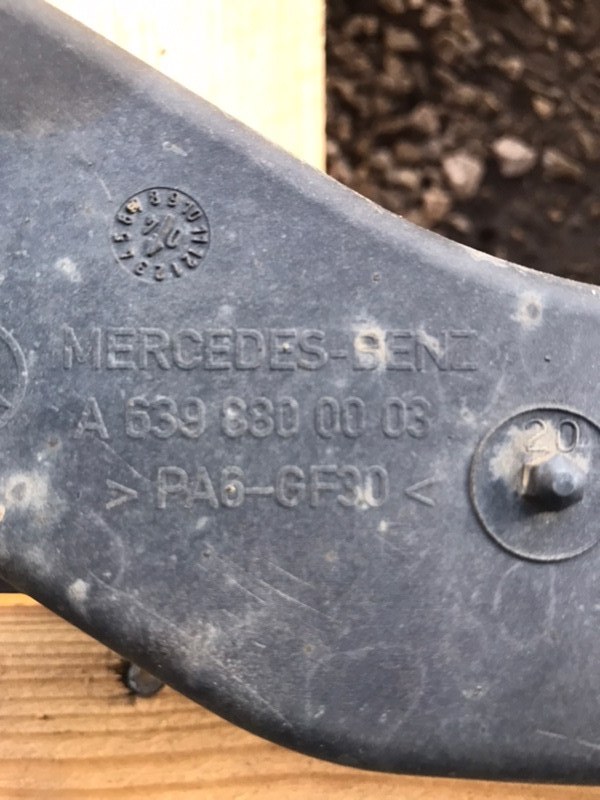 MERCEDES-BENZ
A 639 880 00 03
> PA6-GF30 <
20